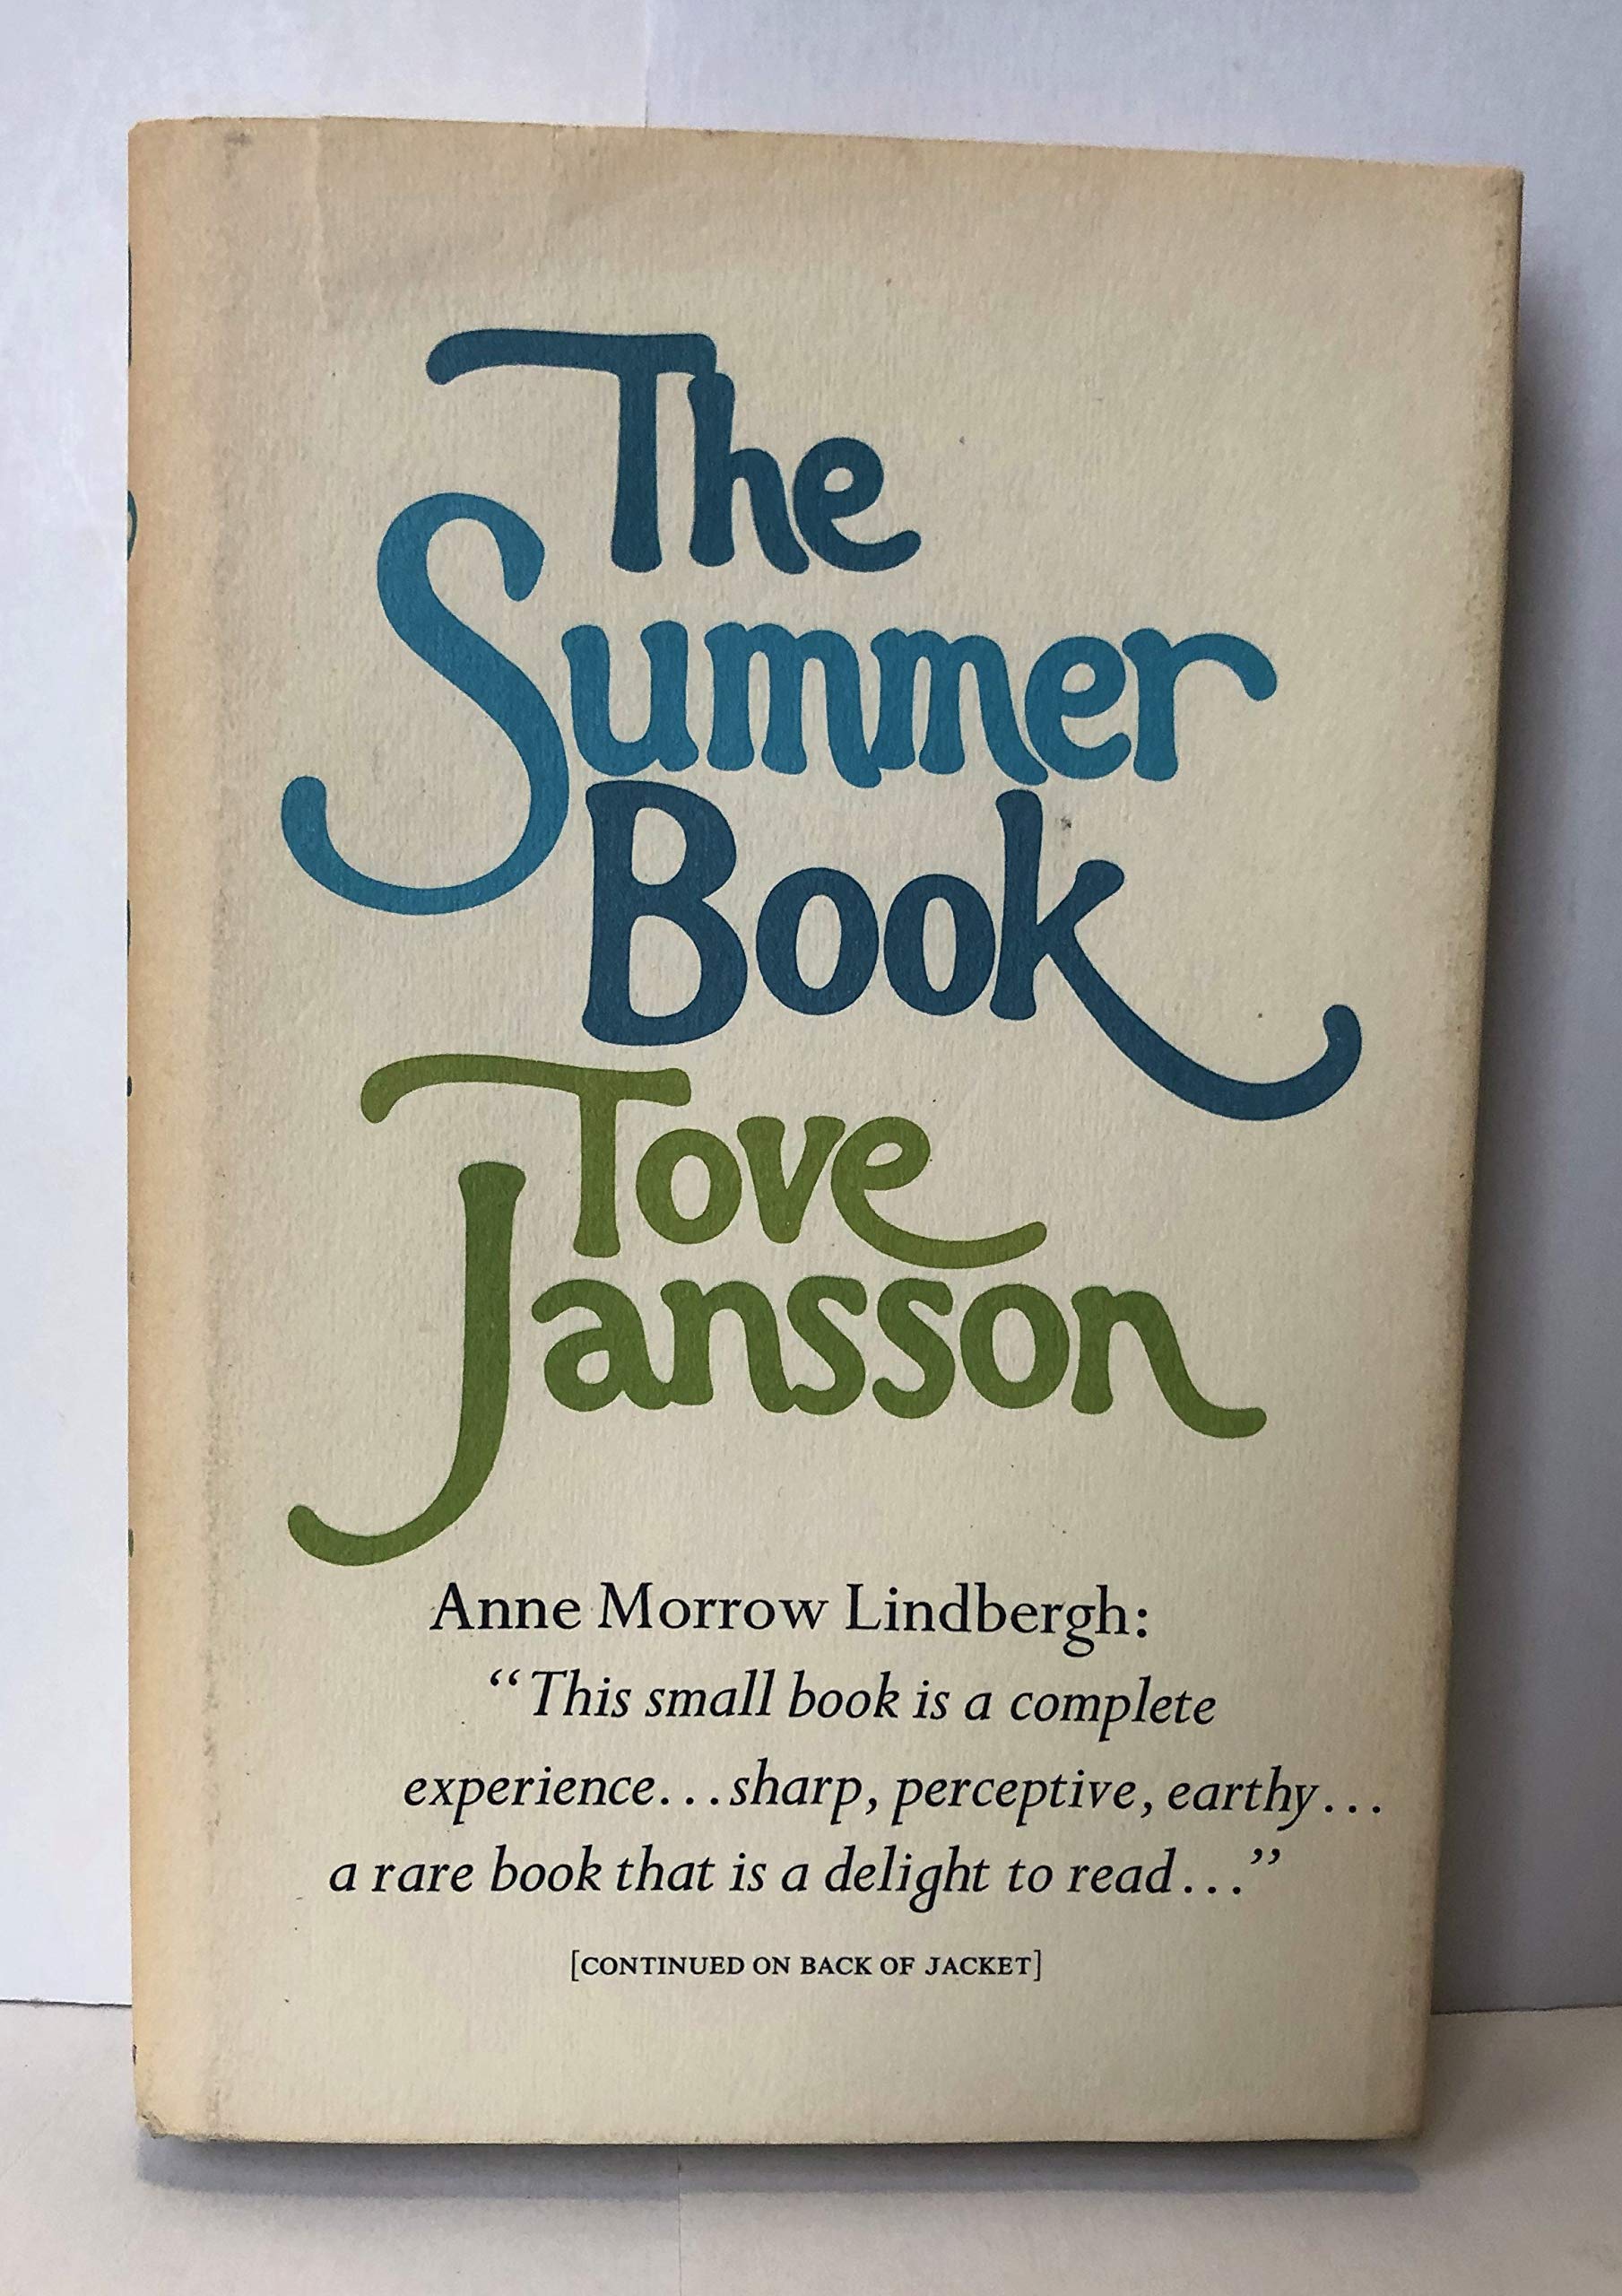 The
Summer
Book
Tove
Jansson
Anne Morrow Lindbergh:
“This small book is a complete
experience...sharp, perceptive, earthy...
a rare book that is a delight to read...”
[CONTINUED ON BACK OF JACKET]